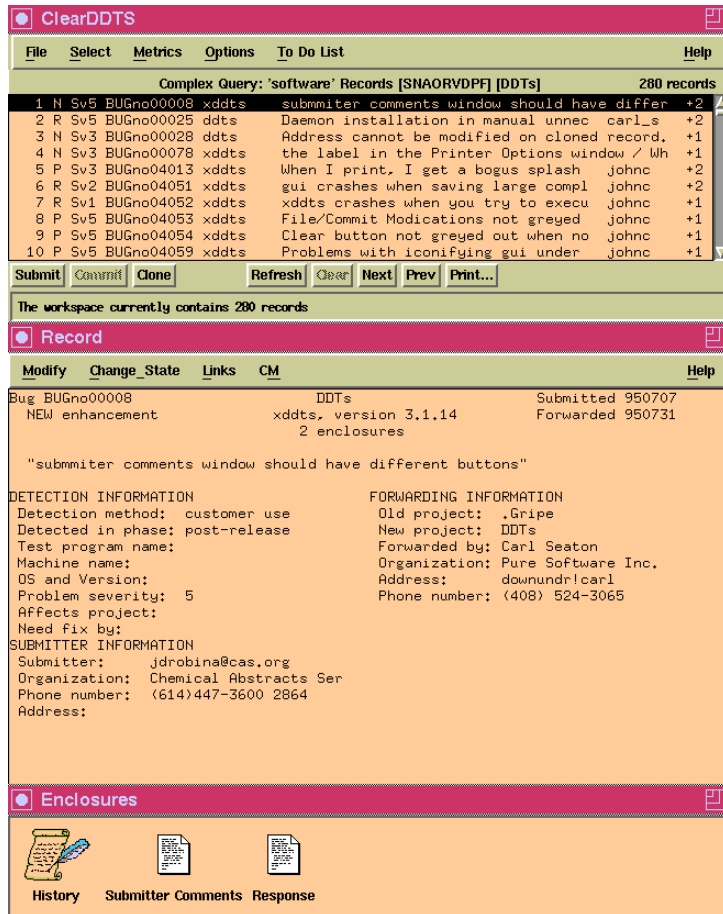 ClearDDTS
File Select Metrics Options To Do List Help
Complex Query: 'software' Records [SNAORVDPF] [DDTs] 280 records
1 N Sv5 BUGno00008 xddts submmiter comments window should have differ +2
2 R Sv5 BUGno00025 ddts Daemon installation in manual unnec carl_s +2
3 N Sv3 BUGno00028 ddts Address cannot be modified on cloned record. +1
4 N Sv3 BUGno00078 xddts the label in the Printer Options window / Wh +1
5 P Sv3 BUGno04013 xddts When I print, I get a bogus splash johnc +2
6 R Sv2 BUGno04051 xddts gui crashes when saving large compl johnc +2
7 R Sv1 BUGno04052 xddts xddts crashes when you try to execu johnc +1
8 P Sv5 BUGno04053 xddts File/Commit Modications not greyed johnc +1
9 P Sv5 BUGno04054 xddts Clear button not greyed out when no johnc +1
10 P Sv5 BUGno04059 xddts Problems with iconifying gui under johnc +1
Submit Commit Clone Refresh Clear Next Prev Print...
The workspace currently contains 280 records
Record
Modify Change_State Links CM Help
Bug BUGno00008 DDTs Submitted 950707
NEW enhancement xddts, version 3.1.14 Forwarded 950731
2 enclosures
"submmiter comments window should have different buttons"
DETECTION INFORMATION FORWARDING INFORMATION
Detection method: customer use Old project: .Gripe
Detected in phase: post-release New project: DDTs
Test program name: Forwarded by: Carl Seaton
Machine name: Organization: Pure Software Inc.
OS and Version: Address: downundr!carl
Problem severity: 5 Phone number: (408) 524-3065
Affects project:
Need fix by:
SUBMITTER INFORMATION
Submitter: jdrobina@cas.org
Organization: Chemical Abstracts Ser
Phone number: (614)447-3600 2864
Address:
Enclosures
History Submitter Comments Response